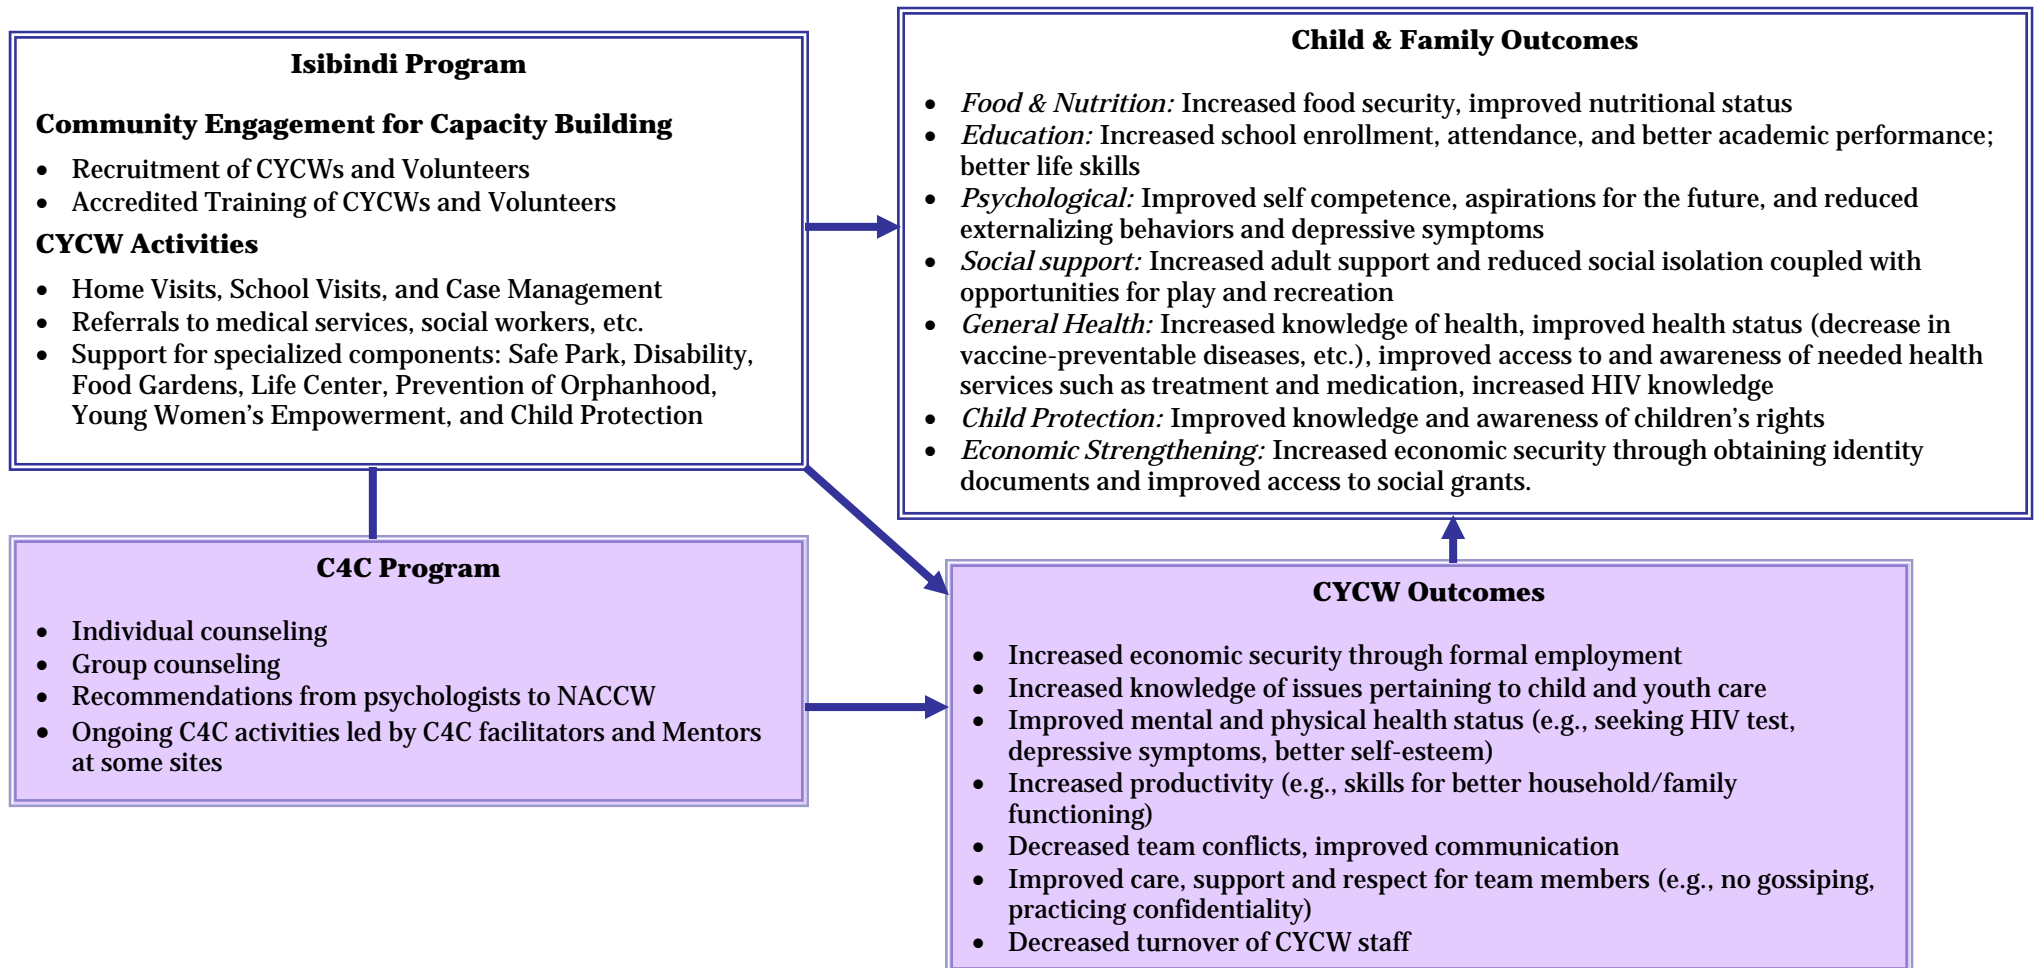 Isibindi Program
Community Engagement for Capacity Building
• Recruitment of CYCWs and Volunteers
• Accredited Training of CYCWs and Volunteers
CYCW Activities
• Home Visits, School Visits, and Case Management
• Referrals to medical services, social workers, etc.
• Support for specialized components: Safe Park, Disability,
Food Gardens, Life Center, Prevention of Orphanhood,
Young Women's Empowerment, and Child Protection
Child & Family Outcomes
• Food & Nutrition: Increased food security, improved nutritional status
• Education: Increased school enrollment, attendance, and better academic performance;
better life skills
• Psychological: Improved self competence, aspirations for the future, and reduced
externalizing behaviors and depressive symptoms
• Social support: Increased adult support and reduced social isolation coupled with
opportunities for play and recreation
• General Health: Increased knowledge of health, improved health status (decrease in
vaccine-preventable diseases, etc.), improved access to and awareness of needed health
services such as treatment and medication, increased HIV knowledge
• Child Protection: Improved knowledge and awareness of children's rights
• Economic Strengthening: Increased economic security through obtaining identity
documents and improved access to social grants.
C4C Program
• Individual counseling
• Group counseling
• Recommendations from psychologists to NACCW
• Ongoing C4C activities led by C4C facilitators and Mentors
at some sites
CYCW Outcomes
• Increased economic security through formal employment
• Increased knowledge of issues pertaining to child and youth care
• Improved mental and physical health status (e.g., seeking HIV test,
depressive symptoms, better self-esteem)
• Increased productivity (e.g., skills for better household/family
functioning)
• Decreased team conflicts, improved communication
• Improved care, support and respect for team members (e.g., no gossiping,
practicing confidentiality)
• Decreased turnover of CYCW staff